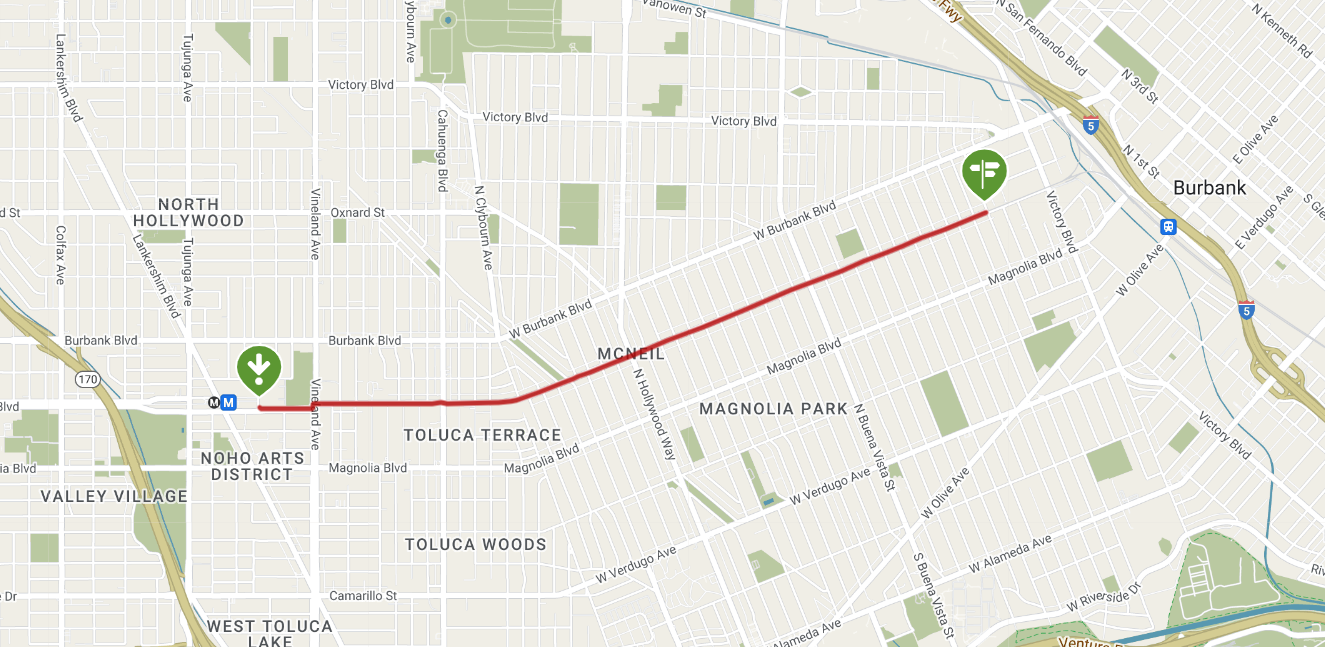 Vanowen St
Fwy
N San Fernando Blvd
N Kenneth Rd
Lankershim Blvd
Tujunga Ave
Victory Blvd
Cahuenga Blvd
Victory Blvd
Victory Blvd
N 3rd St
5
N 1st St
E Olive Ave
Burbank
E Verdugo Ave
NORTH
HOLLYWOOD
d St
Oxnard St
Vineland Ave
N Clybourn Ave
W Burbank Blvd
Victory Blvd
Colfax Ave
Lankershim Blvd
Tujunga Ave
Magnolia Blvd
W Olive Ave
5
Burbank Blvd
Burbank Blvd
W Burbank Blvd
MCNEIL
Magnolia Blvd
170
M
M
Blvd
Vineland Ave
N Hollywood Way
MAGNOLIA PARK
N Buena Vista St
Victory Blvd
TOLUCA TERRACE
NOHO ARTS
DISTRICT
ia Blvd
Magnolia Blvd
Magnolia Blvd
VALLEY VILLAGE
W Verdugo Ave
W Olive Ave
TOLUCA WOODS
W Verdugo Ave
W Alameda Ave
S Buena Vista St
e Dr
Camarillo St
W Riverside Dr
WEST TOLUCA
LAKE
Alameda Ave